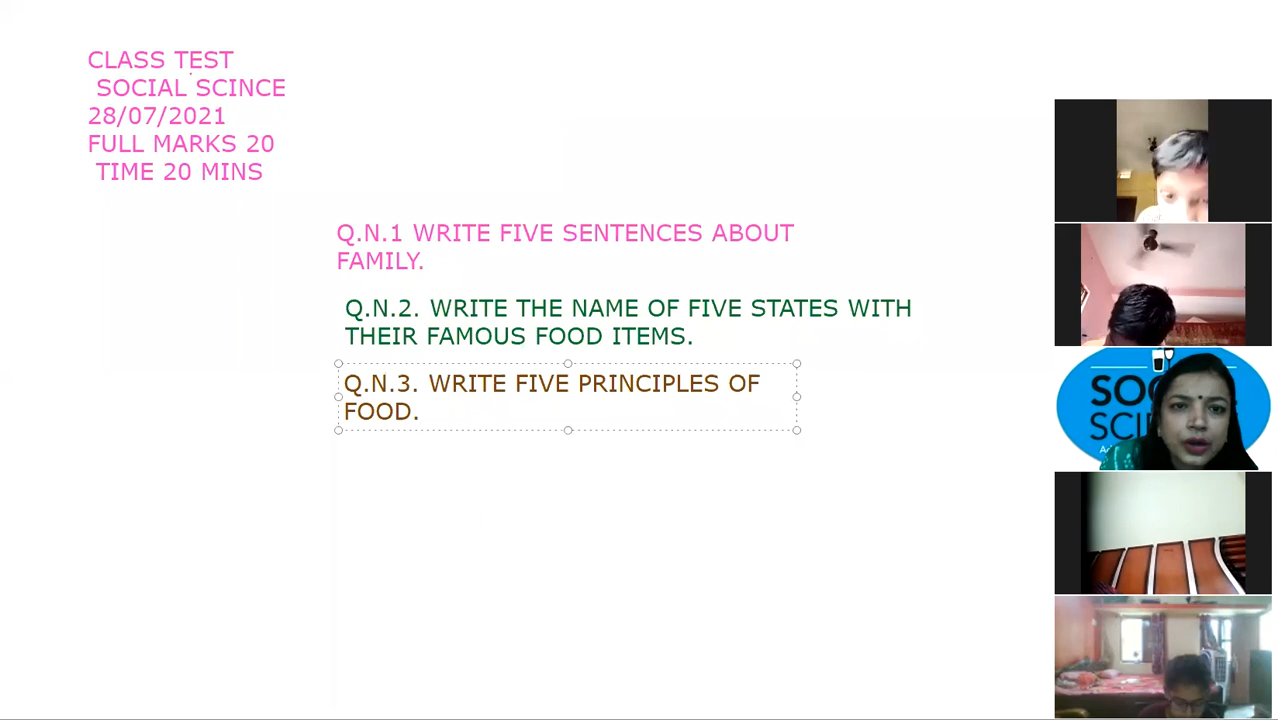 CLASS TEST
SOCIAL SCINCE
28/07/2021
FULL MARKS 20
TIME 20 MINS
Q.N.1 WRITE FIVE SENTENCES ABOUT
FAMILY.
Q.N.2. WRITE THE NAME OF FIVE STATES WITH
THEIR FAMOUS FOOD ITEMS.
Q.N.3. WRITE FIVE PRINCIPLES OF
FOOD.